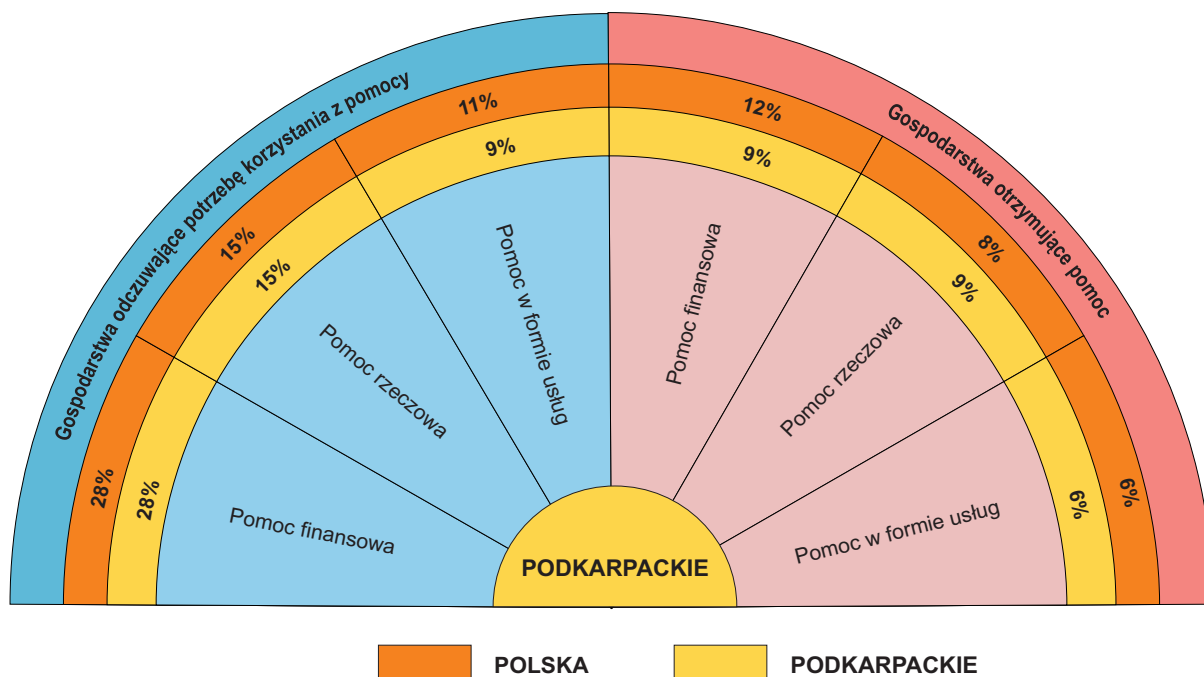 Gospodarstwa odczuwające potrzebę korzystania z pomocy
Gospodarstwa otrzymujące pomoc
28%
15%
11%
12%
8%
6%
28%
15%
9%
9%
9%
6%
Pomoc finansowa
Pomoc rzeczowa
Pomoc w formie usług
Pomoc finansowa
Pomoc rzeczowa
Pomoc w formie usług
PODKARPACKIE
POLSKA
PODKARPACKIE